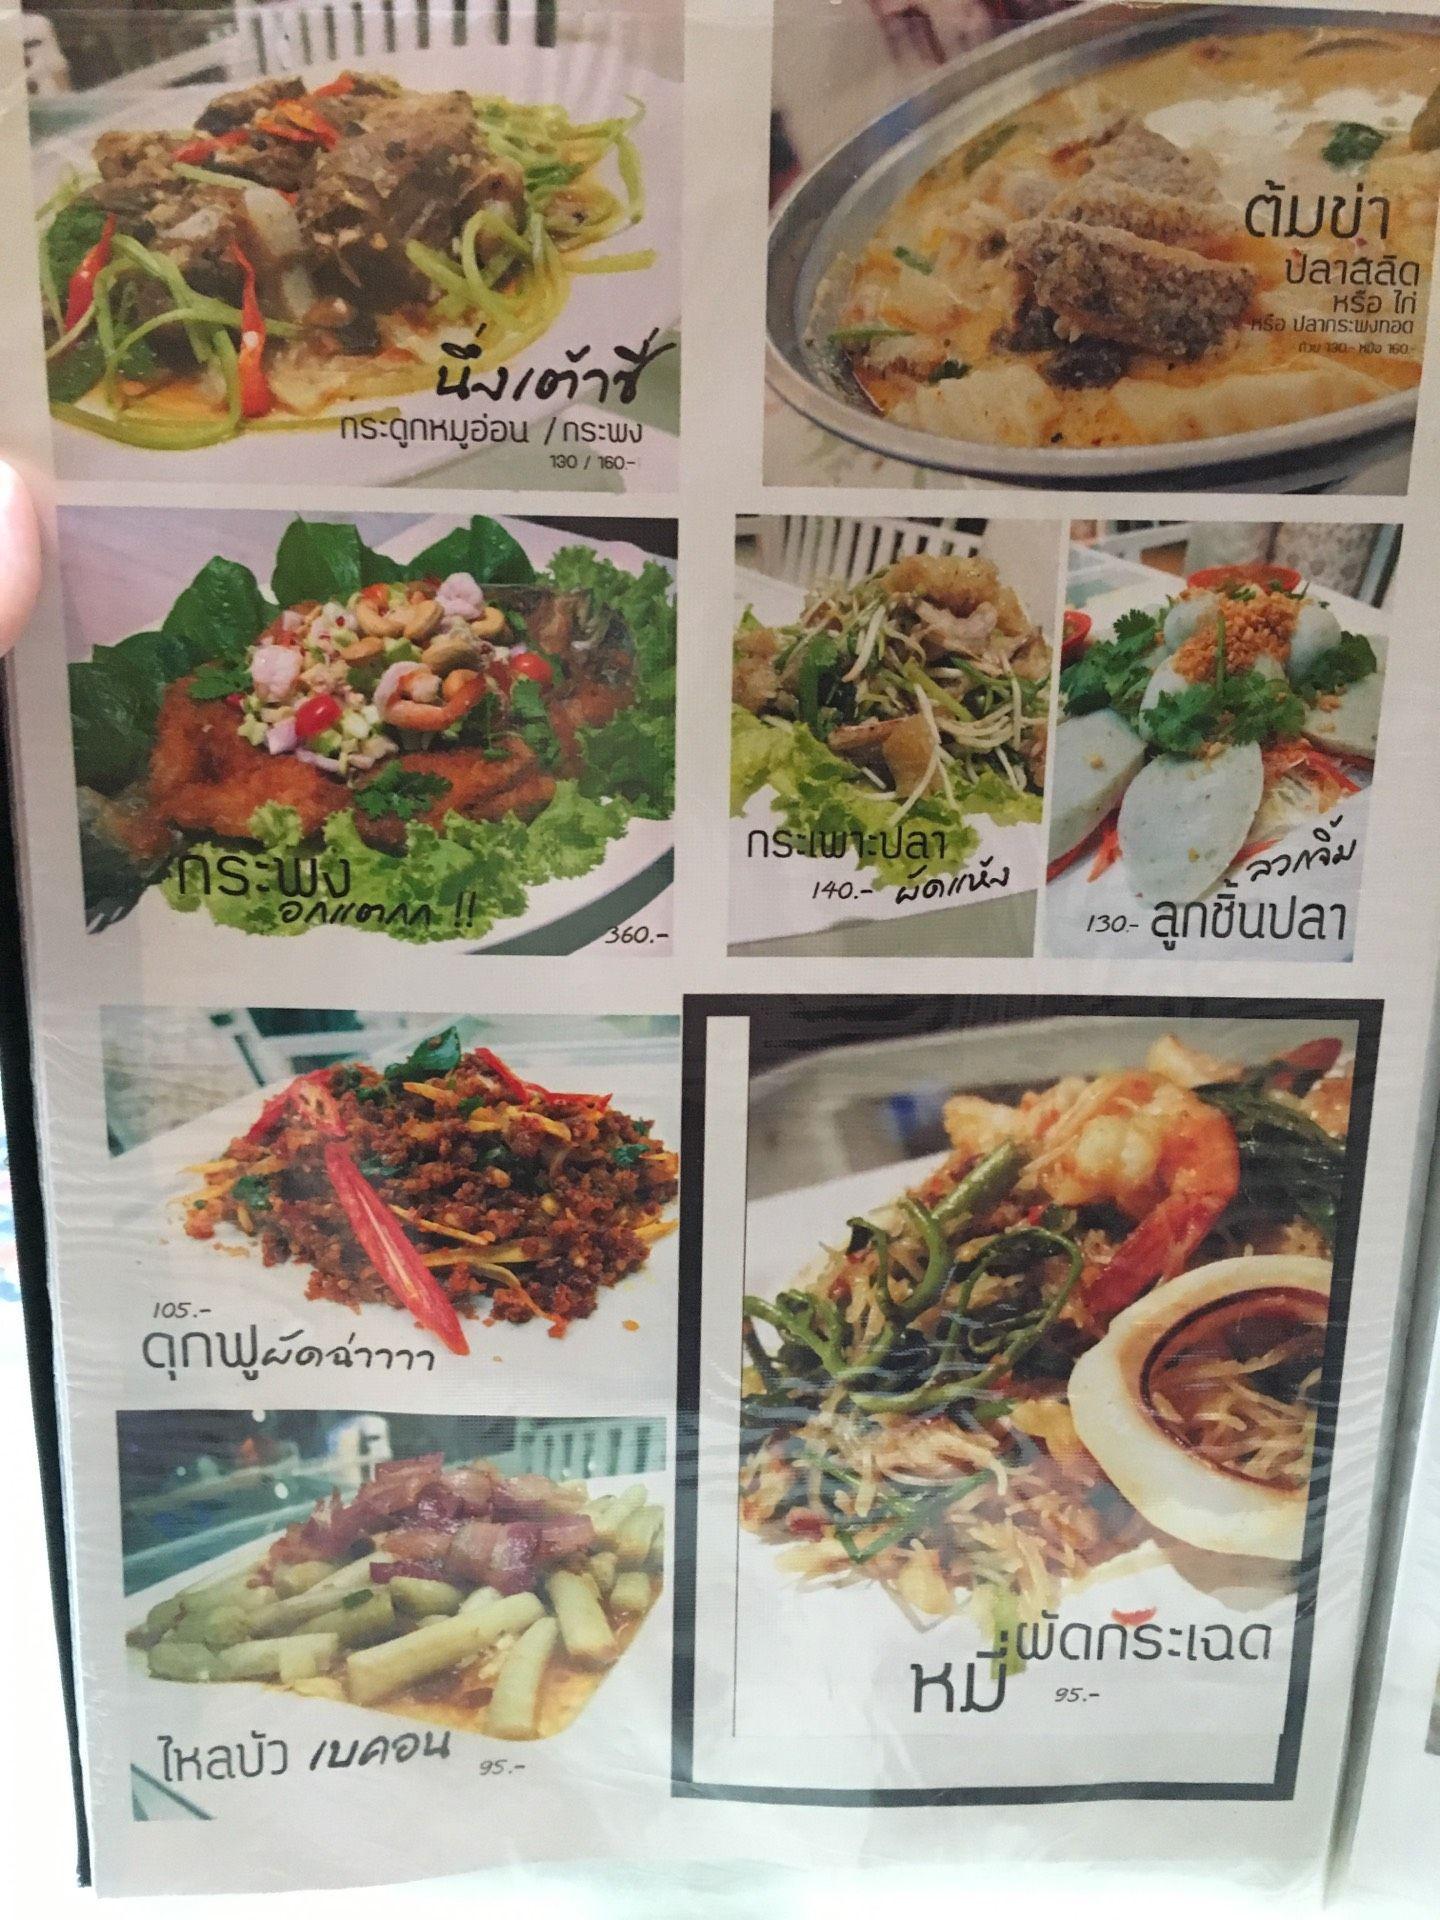 นึ่งเต้าซี่
กระดูกหมูอ่อน / กระพง
130 / 160.-
ต้มข่า
ปลาสลิด
หรือ ไก่
หรือ ปลากระพงทอด
ถ้วย 130.- หม้อ 160.-
กระพง
อกแตกก !!
360.-
กระเพาะปลา
140.- ผัดแห้ง
ลวกจิ้ม
130.- ลูกชิ้นปลา
105.-
ดุกฟูผัดฉ่าาาา
ไหลบัว เบคอน 95.-
หมี่ผัดกระเฉด
95.-